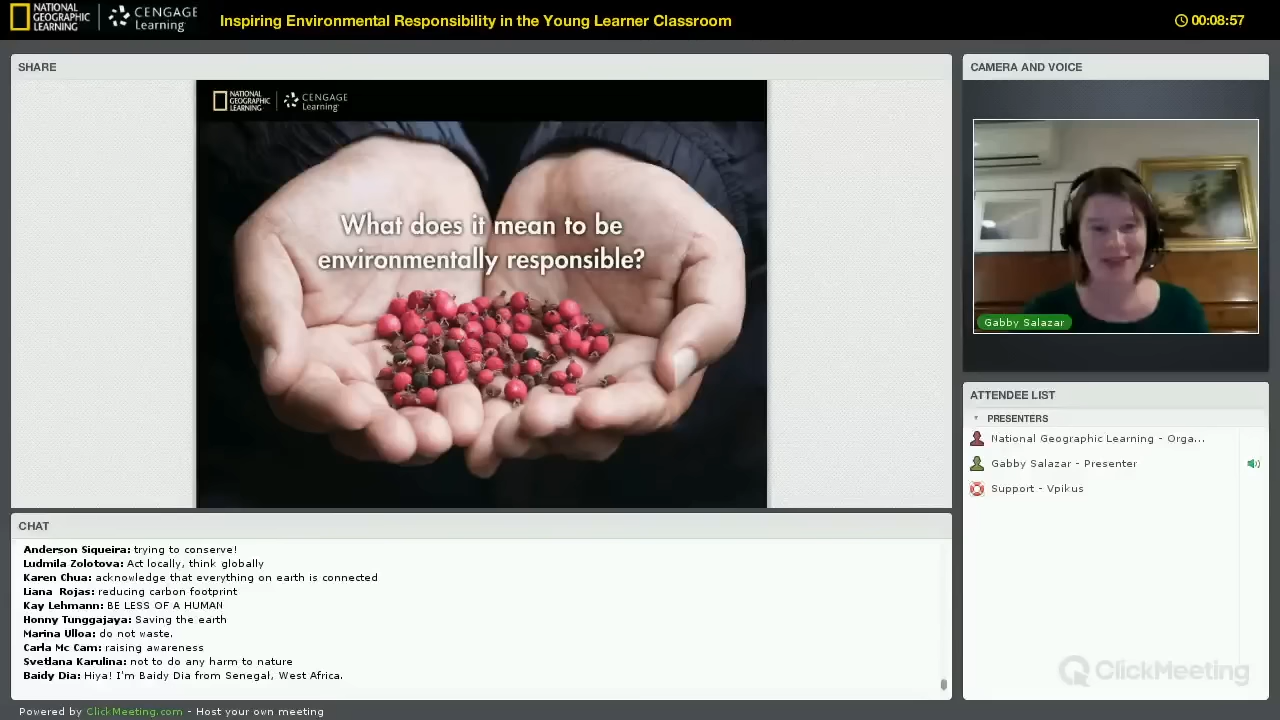 NATIONAL
GEOGRAPHIC
LEARNING
CENGAGE
Learning®
Inspiring Environmental Responsibility in the Young Learner Classroom
00:08:57
SHARE
NATIONAL
GEOGRAPHIC
LEARNING
CENGAGE
Learning®
What does it mean to be
environmentally responsible?
CAMERA AND VOICE
Gabby Salazar
ATTENDEE LIST
PRESENTERS
National Geographic Learning - Orga...
Gabby Salazar - Presenter
Support - Vpikus
CHAT
Anderson Siqueira: trying to conserve!
Ludmila Zolotova: Act locally, think globally
Karen Chua: acknowledge that everything on earth is connected
Liana Rojas: reducing carbon footprint
Kay Lehmann: BE LESS OF A HUMAN
Honny Tunggajaya: Saving the earth
Marina Ulloa: do not waste.
Carla Mc Cam: raising awareness
Svetlana Karulina: not to do any harm to nature
Baidy Dia: Hiya! I'm Baidy Dia from Senegal, West Africa.
ClickMeeting
Powered by ClickMeeting.com - Host your own meeting